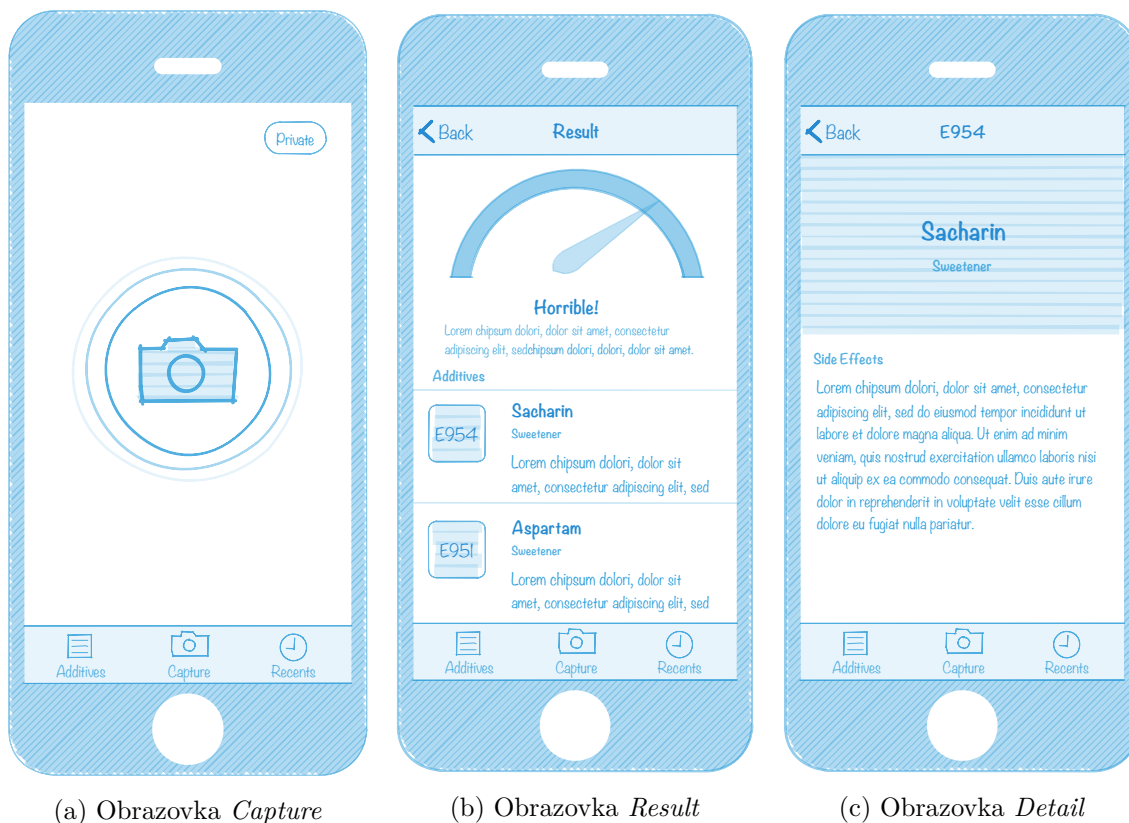 Private
Additives
Capture
Recents
(a) Obrazovka Capture
Back
Result
Horrible!
Lorem chipsum dolori, dolor sit amet, consectetur
adipiscing elit, sedchipsum dolori, dolori, dolor sit amet.
Additives
E954
Sacharin
Sweetener
Lorem chipsum dolori, dolor sit
amet, consectetur adipiscing elit, sed
E951
Aspartam
Sweetener
Lorem chipsum dolori, dolor sit
amet, consectetur adipiscing elit, sed
Additives
Capture
Recents
(b) Obrazovka Result
Back
E954
Sacharin
Sweetener
Side Effects
Lorem chipsum dolori, dolor sit amet, consectetur
adipiscing elit, sed do eiusmod tempor incididunt ut
labore et dolore magna aliqua. Ut enim ad minim
veniam, quis nostrud exercitation ullamco laboris nisi
ut aliquip ex ea commodo consequat. Duis aute irure
dolor in reprehenderit in voluptate velit esse cillum
dolore eu fugiat nulla pariatur.
Additives
Capture
Recents
(c) Obrazovka Detail